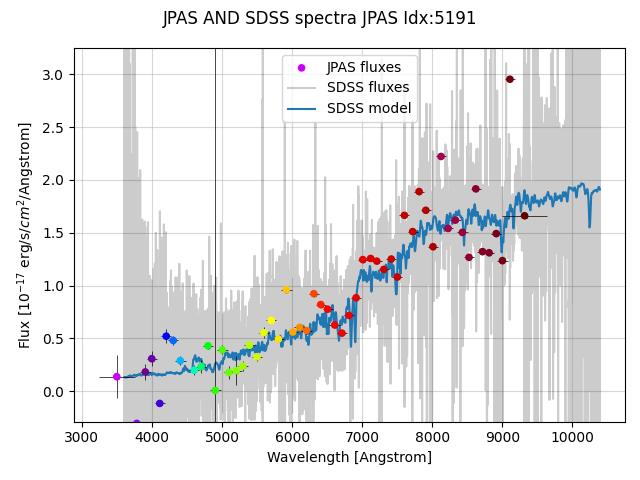 JPAS AND SDSS spectra JPAS Idx:5191
JPAS fluxes
SDSS fluxes
SDSS model
Flux [10⁻¹⁷ erg/s/cm²/Angstrom]
3.0
2.5
2.0
1.5
1.0
0.5
0.0
3000 4000 5000 6000 7000 8000 9000 10000
Wavelength [Angstrom]